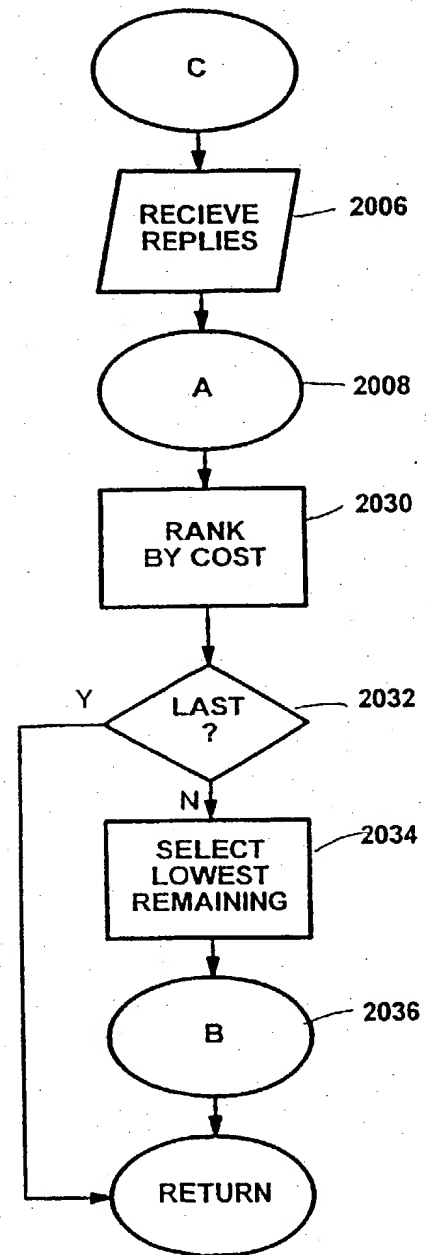 C
RECIEVE
REPLIES
2006
A
2008
RANK
BY COST
2030
LAST
?
2032
Y
N
SELECT
LOWEST
REMAINING
2034
B
2036
RETURN